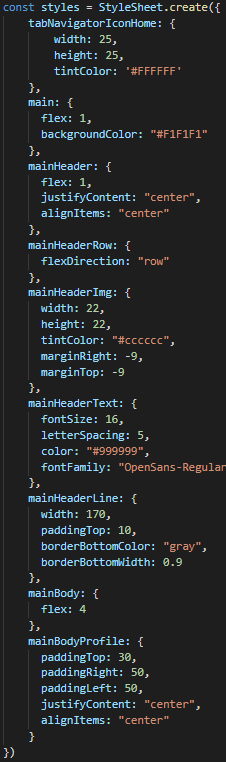 const styles = StyleSheet.create({
    tabNavigatorIconHome: {
        width: 25,
        height: 25,
        tintColor: '#FFFFFF'
    },
    main: {
      flex: 1,
      backgroundColor: "#F1F1F1"
    },
    mainHeader: {
      flex: 1,
      justifyContent: "center",
      alignItems: "center"
    },
    mainHeaderRow: {
      flexDirection: "row"
    },
    mainHeaderImg: {
      width: 22,
      height: 22,
      tintColor: "#cccccc",
      marginRight: -9,
      marginTop: -9
    },
    mainHeaderText: {
      fontSize: 16,
      letterSpacing: 5,
      color: "#999999",
      fontFamily: "OpenSans-Regular
    },
    mainHeaderLine: {
      width: 170,
      paddingTop: 10,
      borderBottomColor: "gray",
      borderBottomWidth: 0.9
    },
    mainBody: {
      flex: 4
    },
    mainBodyProfile: {
      paddingTop: 30,
      paddingRight: 50,
      paddingLeft: 50,
      justifyContent: "center",
      alignItems: "center"
    }
})